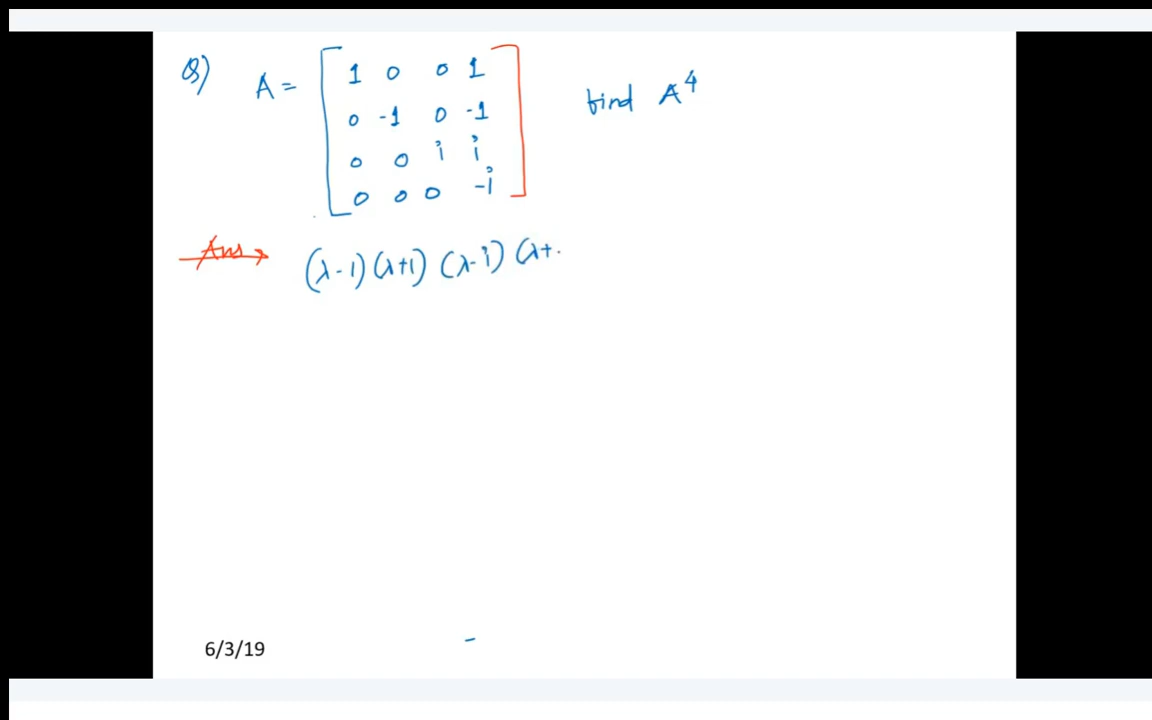 Q) A = [ 1 0 0 1 find A⁴
0 -1 0 -1
0 0 i i
0 0 0 -i ]
Ans → (λ-1) (λ+1) (λ-i) (λ+
6/3/19